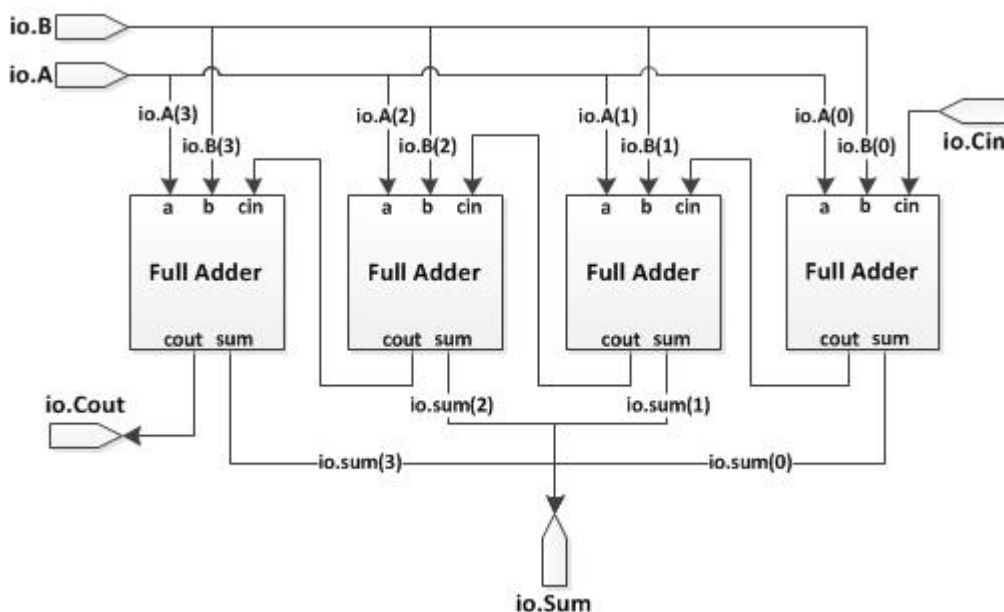 io.B
io.A
io.A(3)
io.A(2)
io.A(1)
io.A(0)
io.B(3)
io.B(2)
io.B(1)
io.B(0)
io.Cin
a b cin
a b cin
a b cin
a b cin
Full Adder
Full Adder
Full Adder
Full Adder
cout sum
cout sum
cout sum
cout sum
io.Cout
io.sum(2)
io.sum(1)
io.sum(3)
io.sum(0)
io.Sum